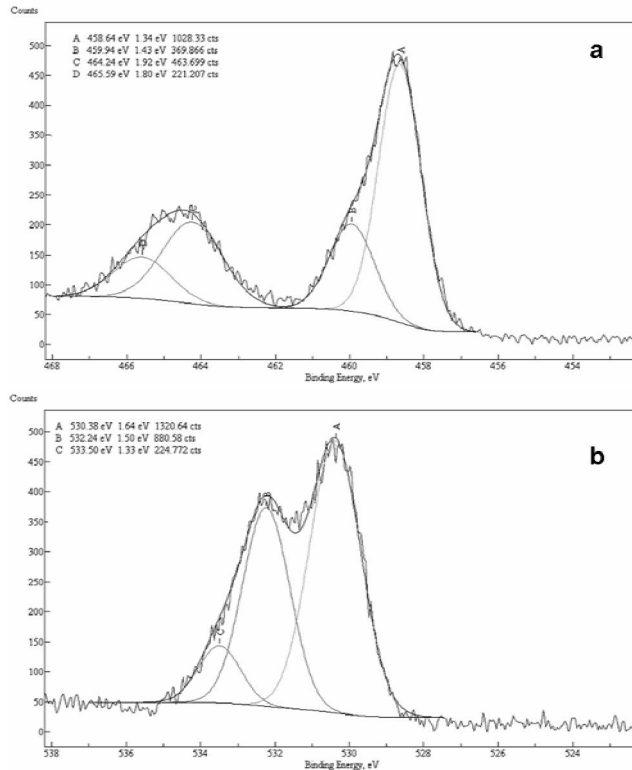 Counts
A 458.64 eV 1.34 eV 1028.33 cts
B 459.94 eV 1.43 eV 369.866 cts
C 464.24 eV 1.92 eV 463.699 cts
D 465.59 eV 1.80 eV 221.207 cts
a
500
450
400
350
300
250
200
150
100
50
0
A
B
C
D
468 466 464 462 460 458 456 454
Binding Energy, eV
Counts
A 530.38 eV 1.64 eV 1320.64 cts
B 532.24 eV 1.50 eV 880.58 cts
C 533.50 eV 1.33 eV 224.772 cts
b
500
450
400
350
300
250
200
150
100
50
0
A
B
C
538 536 534 532 530 528 526 524
Binding Energy, eV